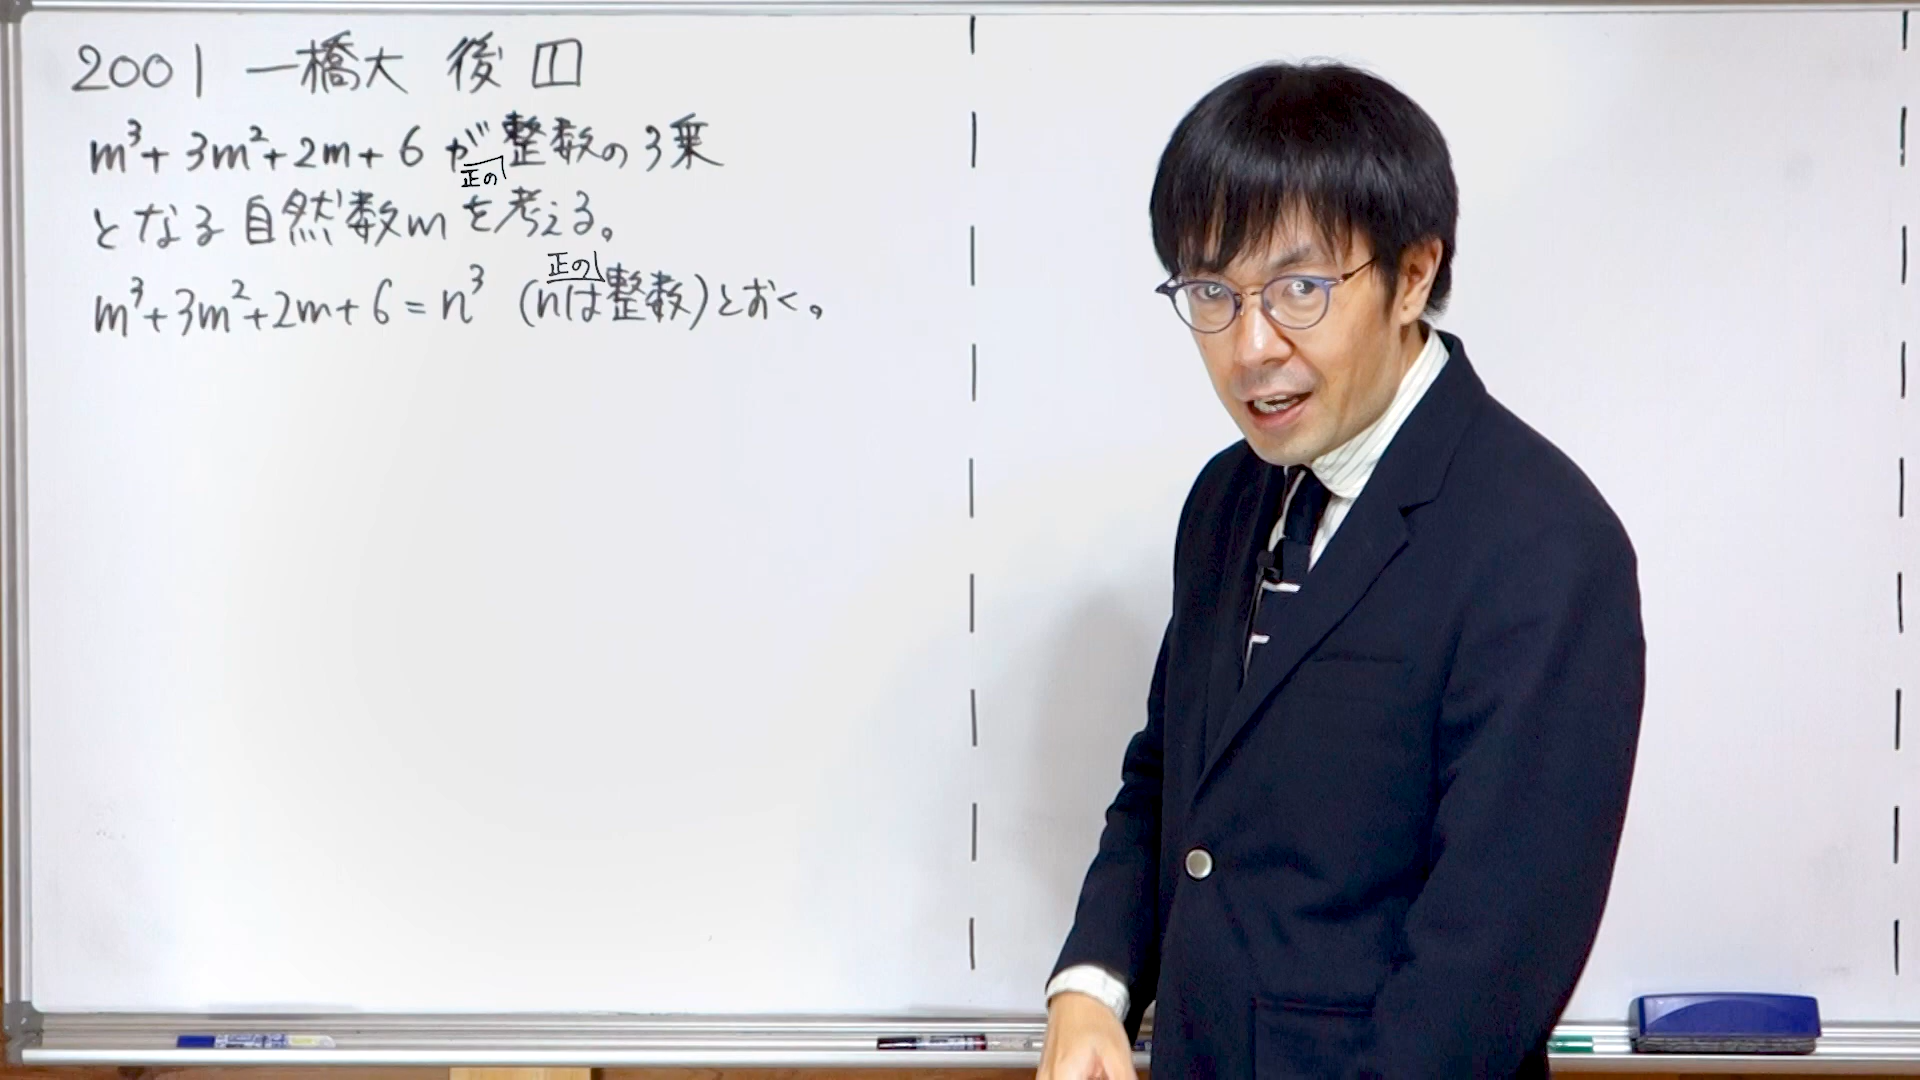 2001 一橋大 後 1
m³+3m²+2m+6 が正の整数の3乗
となる自然数m を考える。
m³+3m²+2m+6=n³ (nは正の整数)とおく。